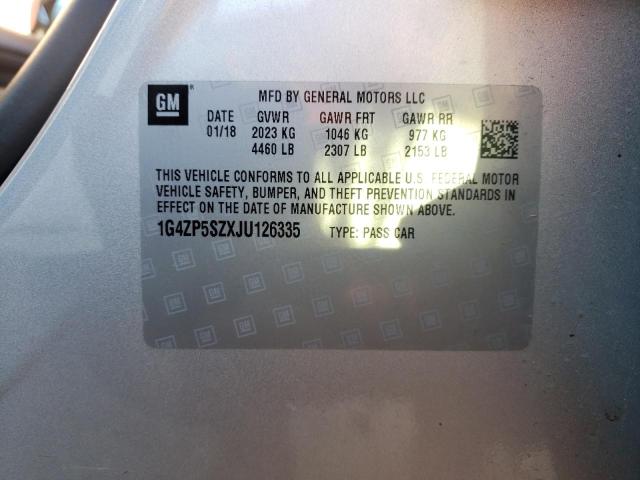 GM ® MFD BY GENERAL MOTORS LLC
DATE GVWR GAWR FRT GAWR RR
01/18 2023 KG 1046 KG 977 KG
4460 LB 2307 LB 2153 LB
THIS VEHICLE CONFORMS TO ALL APPLICABLE U.S. FEDERAL MOTOR
VEHICLE SAFETY, BUMPER, AND THEFT PREVENTION STANDARDS IN
EFFECT ON THE DATE OF MANUFACTURE SHOWN ABOVE.
1G4ZP5SZXJU126335 TYPE: PASS CAR